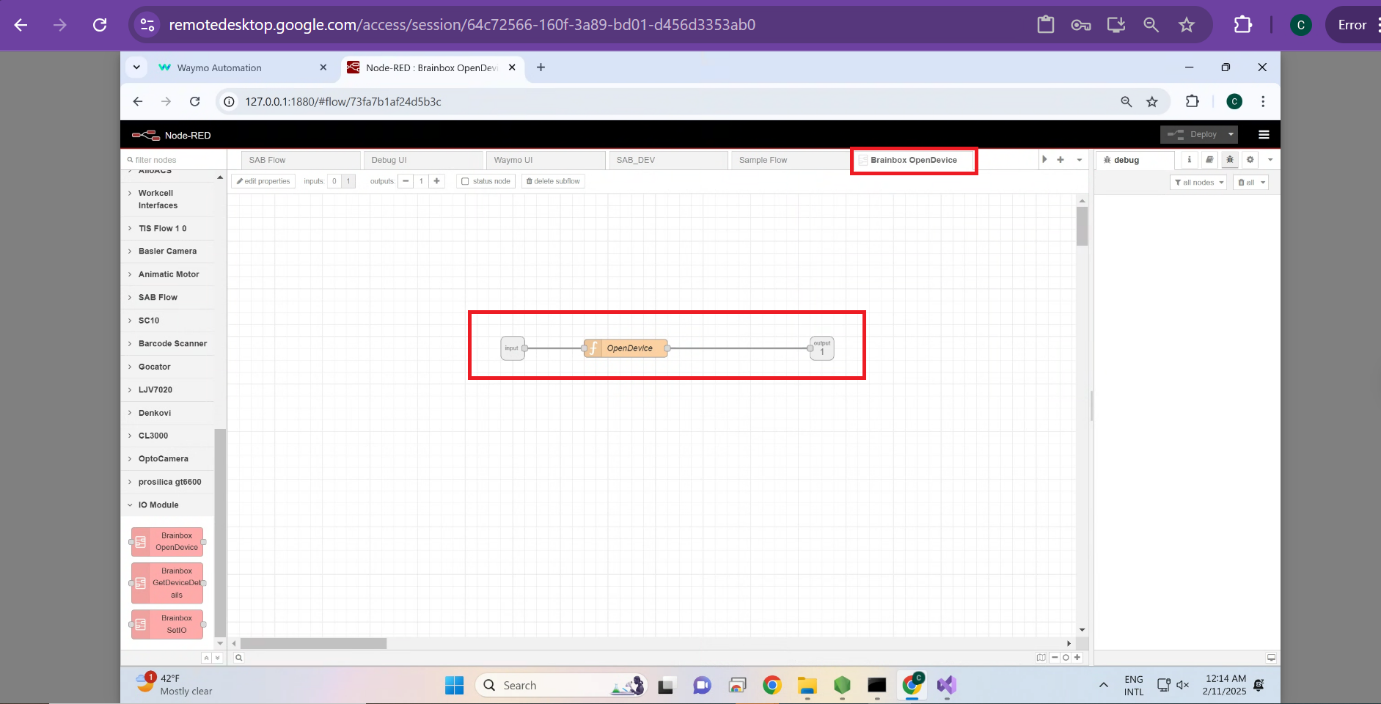 remotedesktop.google.com/access/session/64c72566-160f-3a89-bd01-d456d3353ab0
C
Error
Waymo Automation
Node-RED : Brainbox OpenDevi
127.0.0.1:1880/#flow/73fa7b1af24d5b3c
C
Node-RED
Deploy
filter nodes
SAB Flow
Debug UI
Waymo UI
SAB_DEV
Sample Flow
Brainbox OpenDevice
debug
i
edit properties
inputs 0 1
outputs 1
status node
delete subflow
all nodes
all
Workcell
Interfaces
TIS Flow 1 0
Basler Camera
Animatic Motor
SAB Flow
SC10
Barcode Scanner
Gocator
LJV7020
Denkovi
CL3000
OptoCamera
prosilica gt6600
IO Module
Brainbox
OpenDevice
Brainbox
GetDeviceDet
ails
Brainbox
SetIO
input
OpenDevice
output
1
1
42°F
Mostly clear
Search
C
ENG
INTL
12:14 AM
2/11/2025